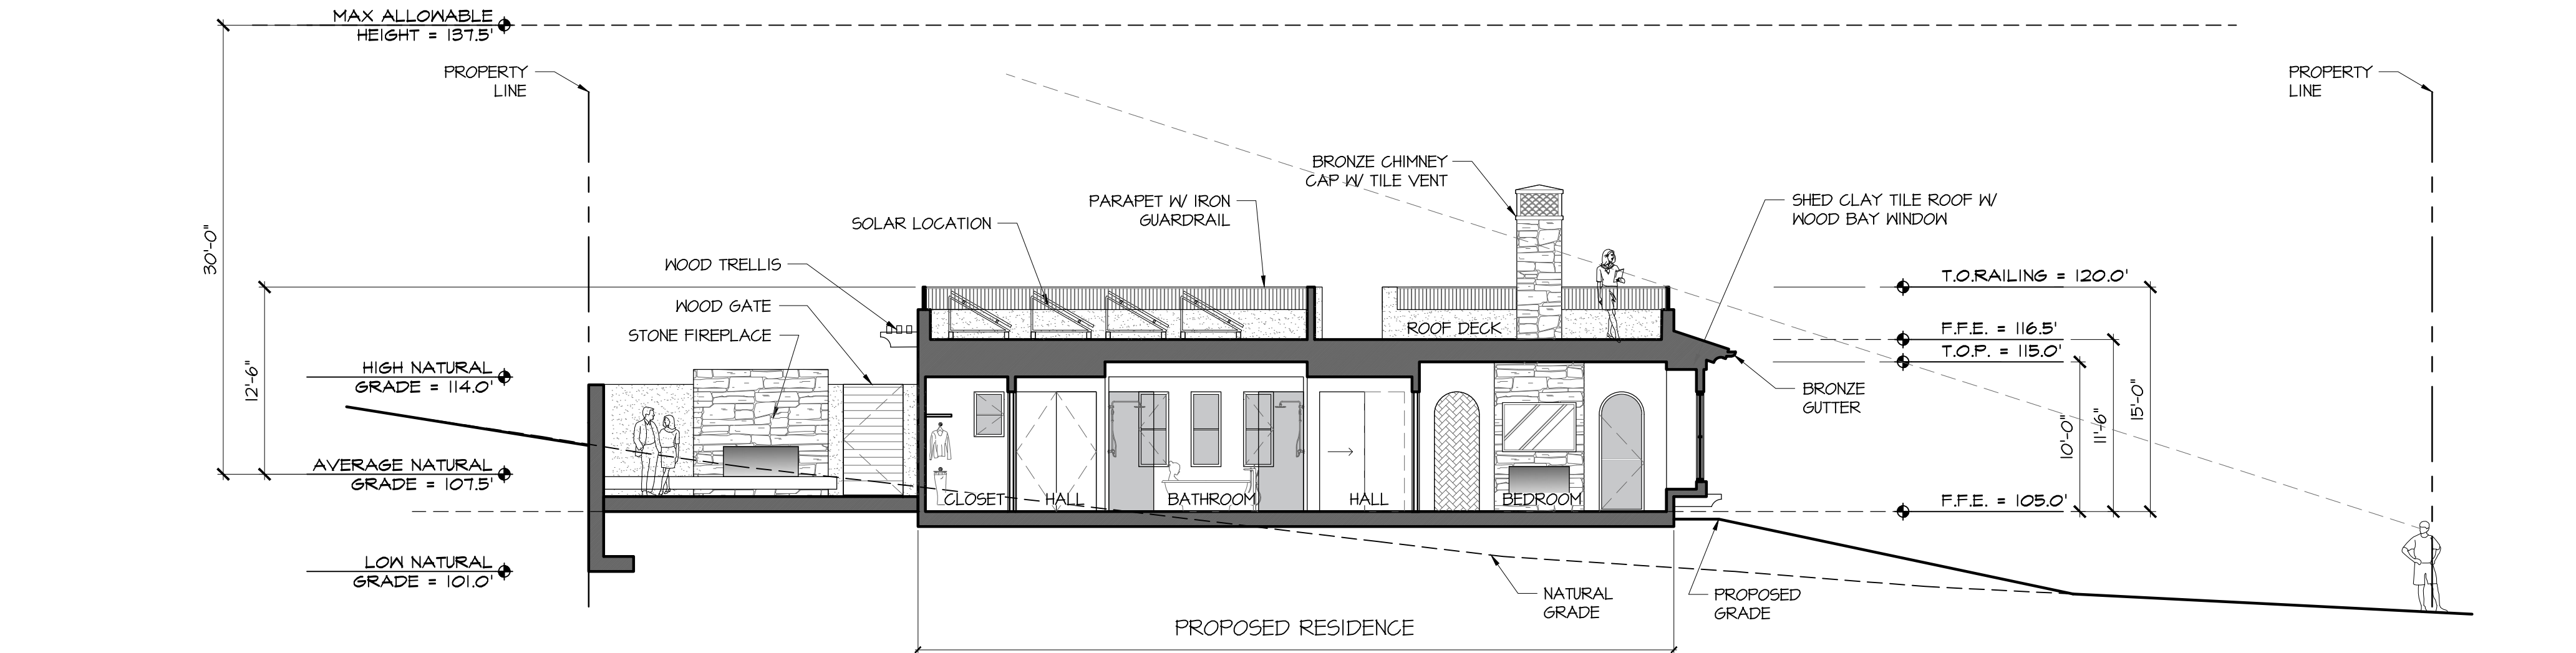 MAX ALLOWABLE
HEIGHT = 137.5'
PROPERTY
LINE
PROPERTY
LINE
BRONZE CHIMNEY
CAP W/ TILE VENT
PARAPET W/ IRON
GUARDRAIL
SHED CLAY TILE ROOF W/
WOOD BAY WINDOW
SOLAR LOCATION
30'-0"
WOOD TRELLIS
T.O.RAILING = 120.0'
WOOD GATE
STONE FIREPLACE
ROOF DECK
F.F.E. = 116.5'
T.O.P. = 115.0'
12'-6"
HIGH NATURAL
GRADE = 114.0'
BRONZE
GUTTER
10'-0"
11'-6"
15'-0"
AVERAGE NATURAL
GRADE = 107.5'
CLOSET
HALL
BATHROOM
HALL
BEDROOM
F.F.E. = 105.0'
LOW NATURAL
GRADE = 101.0'
NATURAL
GRADE
PROPOSED
GRADE
PROPOSED RESIDENCE